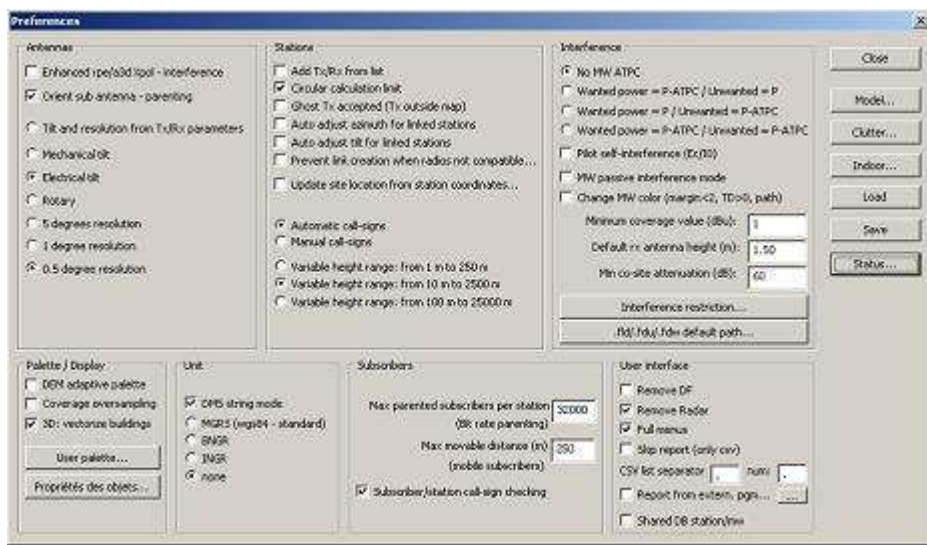 Preferences
Antennas
Enhanced rpe/a3d Xpol - interference
Orient sub antenna - parenting
Tilt and resolution from Tx/Rx parameters
Mechanical tilt
Electrical tilt
Rotary
5 degrees resolution
1 degree resolution
0.5 degree resolution
Stations
Add Tx/Rx from list
Circular calculation limit
Ghost Tx accepted (Tx outside map)
Auto adjust azimuth for linked stations
Auto adjust tilt for linked stations
Prevent link creation when radios not compatible...
Update site location from station coordinates...
Automatic call-signs
Manual call-signs
Variable height range: from 1 m to 250 m
Variable height range: from 10 m to 2500 m
Variable height range: from 100 m to 25000 m
Interference
No MW ATPC
Wanted power = P-ATPC / Unwanted = P
Wanted power = P / Unwanted = P-ATPC
Wanted power = P-ATPC / Unwanted = P-ATPC
Pilot self-interference (Ec/I0)
MW passive interference mode
Change MW color (margin<2, TD>0, path)
Minimum coverage value (dBu): 1
Default rx antenna height (m): 1.50
Min co-site attenuation (dB): 60
Interference restriction...
.fld/.fdu/.fdw default path...
Close
Model...
Clutter...
Indoor...
Load
Save
Status...
Palette / Display
DEM adaptive palette
Coverage oversampling
3D: vectorize buildings
User palette...
Propriétés des objets...
Unit
DMS string mode
MGRS (wgs84 - standard)
BNGR
INGR
none
Subscribers
Max parented subscribers per station 32000
(Bit rate parenting)
Max movable distance (m) 250
(mobile subscribers)
Subscriber/station call-sign checking
User interface
Remove DF
Remove Radar
Full menus
Skip report (only csv)
CSV list separator num:
Report from extern. pgm... ...
Shared DB station/mw